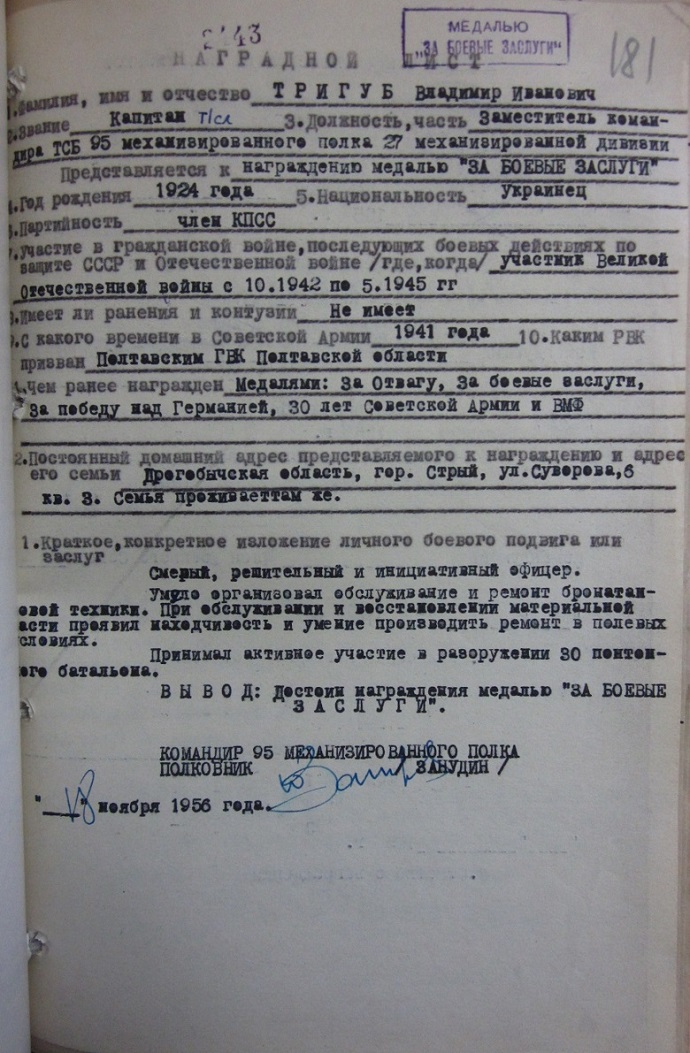 2143
МЕДАЛЬЮ
"ЗА БОЕВЫЕ ЗАСЛУГИ"
181
НАГРАДНОЙ ЛИСТ
1.Фамилия, имя и отчество ТРИГУБ Владимир Иванович
2.Звание Капитан т/сл 3.Должность,часть Заместитель коман-
дира ТСБ 95 механизированного полка 27 механизированной дивизии
Представляется к награждению медалью "ЗА БОЕВЫЕ ЗАСЛУГИ"
4.Год рождения 1924 года 5.Национальность Украинец
6.Партийность член КПСС
7.Участие в гражданской войне,последующих боевых действиях по
защите СССР и Отечественной войне /где,когда/ участник Великой
Отечественной войны с 10.1942 по 5.1945 гг
8.Имеет ли ранения и контузии Не имеет
9.С какого времени в Советской Армии 1941 года 10.Каким РВК
призван Полтавским ГВК Полтавской области
.Чем ранее награжден Медалями: За Отвагу, За боевые заслуги,
За победу над Германией, 30 лет Советской Армии и ВМФ
2.Постоянный домашний адрес представляемого к награждению и адрес
его семьи Дрогобычская область, гор. Стрый, ул.Суворова,6
кв. 3. Семья проживаеттам же.
1.Краткое,конкретное изложение личного боевого подвига или
заслуг
Смелый, решительный и инициативный офицер.
Умело организовал обслуживание и ремонт бронатан-
овой техники. При обслуживании и восстановлении материальной
асти проявил находчивость и умение производить ремонт в полевых
словиях.
Принимал активное участие в разоружении 30 понтон-
ого батальона.
ВЫВОД: Достоин награждения медалью "ЗА БОЕВЫЕ
ЗАСЛУГИ".
КОМАНДИР 95 МЕХАНИЗИРОВАННОГО ПОЛКА
ПОЛКОВНИК / ЗАНУДИН /
"18" ноября 1956 года.